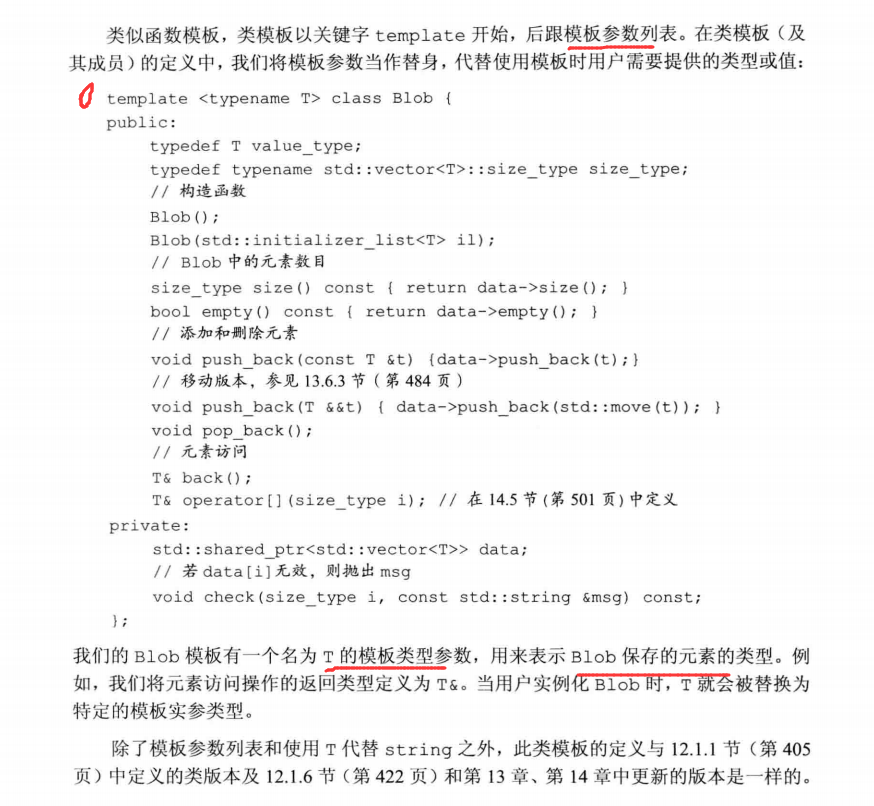 类似函数模板，类模板以关键字 template 开始，后跟模板参数列表。在类模板（及
其成员）的定义中，我们将模板参数当作替身，代替使用模板时用户需要提供的类型或值：
template <typename T> class Blob {
public:
    typedef T value_type;
    typedef typename std::vector<T>::size_type size_type;
    // 构造函数
    Blob();
    Blob(std::initializer_list<T> il);
    // Blob 中的元素数目
    size_type size() const { return data->size(); }
    bool empty() const { return data->empty(); }
    // 添加和删除元素
    void push_back(const T &t) {data->push_back(t);}
    // 移动版本，参见 13.6.3 节（第 484 页）
    void push_back(T &&t) { data->push_back(std::move(t)); }
    void pop_back();
    // 元素访问
    T& back();
    T& operator[](size_type i); // 在 14.5 节（第 501 页）中定义
private:
    std::shared_ptr<std::vector<T>> data;
    // 若 data[i]无效，则抛出 msg
    void check(size_type i, const std::string &msg) const;
};
我们的 Blob 模板有一个名为 T 的模板类型参数，用来表示 Blob 保存的元素的类型。例
如，我们将元素访问操作的返回类型定义为 T&。当用户实例化 Blob 时，T 就会被替换为
特定的模板实参类型。
除了模板参数列表和使用 T 代替 string 之外，此类模板的定义与 12.1.1 节（第 405
页）中定义的类版本及 12.1.6 节（第 422 页）和第 13 章、第 14 章中更新的版本是一样的。